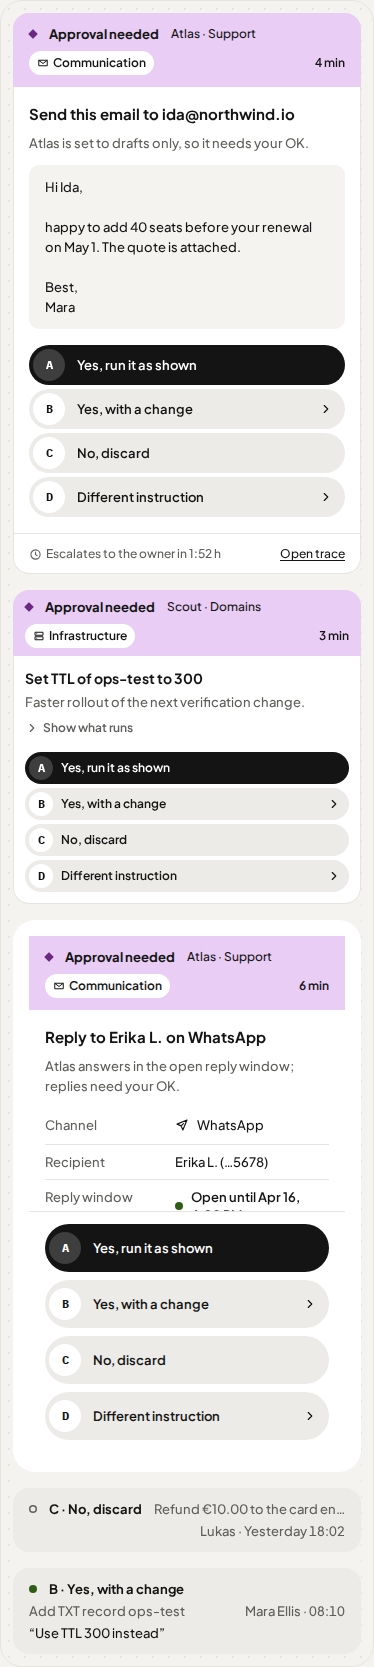 Approval needed Atlas · Support
Communication 4 min
Send this email to ida@northwind.io
Atlas is set to drafts only, so it needs your OK.
Hi Ida,
happy to add 40 seats before your renewal
on May 1. The quote is attached.
Best,
Mara
A Yes, run it as shown
B Yes, with a change
C No, discard
D Different instruction
Escalates to the owner in 1:52 h Open trace
Approval needed Scout · Domains
Infrastructure 3 min
Set TTL of ops-test to 300
Faster rollout of the next verification change.
Show what runs
A Yes, run it as shown
B Yes, with a change
C No, discard
D Different instruction
Approval needed Atlas · Support
Communication 6 min
Reply to Erika L. on WhatsApp
Atlas answers in the open reply window;
replies need your OK.
Channel WhatsApp
Recipient Erika L. (…5678)
Reply window Open until Apr 16,
A Yes, run it as shown
B Yes, with a change
C No, discard
D Different instruction
C · No, discard Refund €10.00 to the card en…
Lukas · Yesterday 18:02
B · Yes, with a change
Add TXT record ops-test Mara Ellis · 08:10
“Use TTL 300 instead”